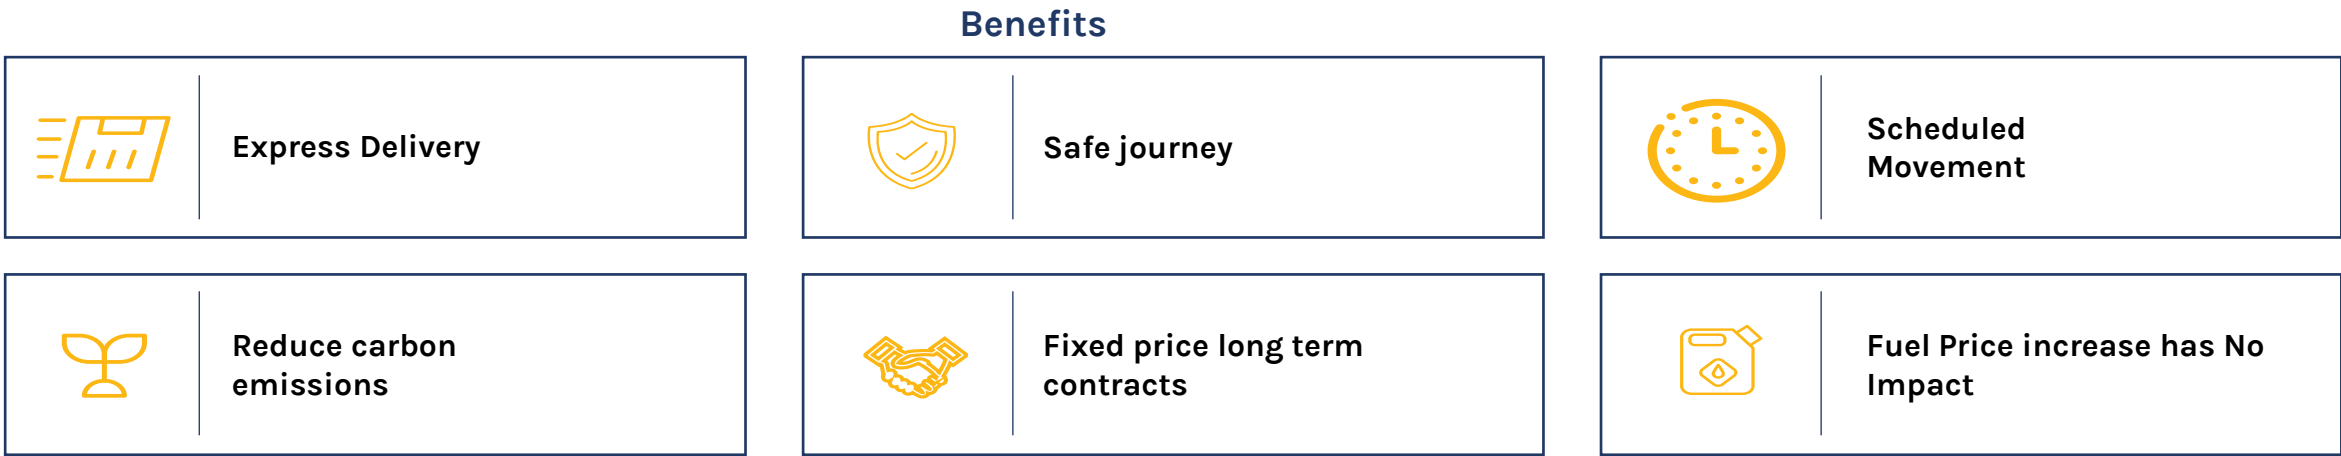 Benefits
Express Delivery
Safe journey
Scheduled
Movement
Reduce carbon
emissions
Fixed price long term
contracts
Fuel Price increase has No
Impact